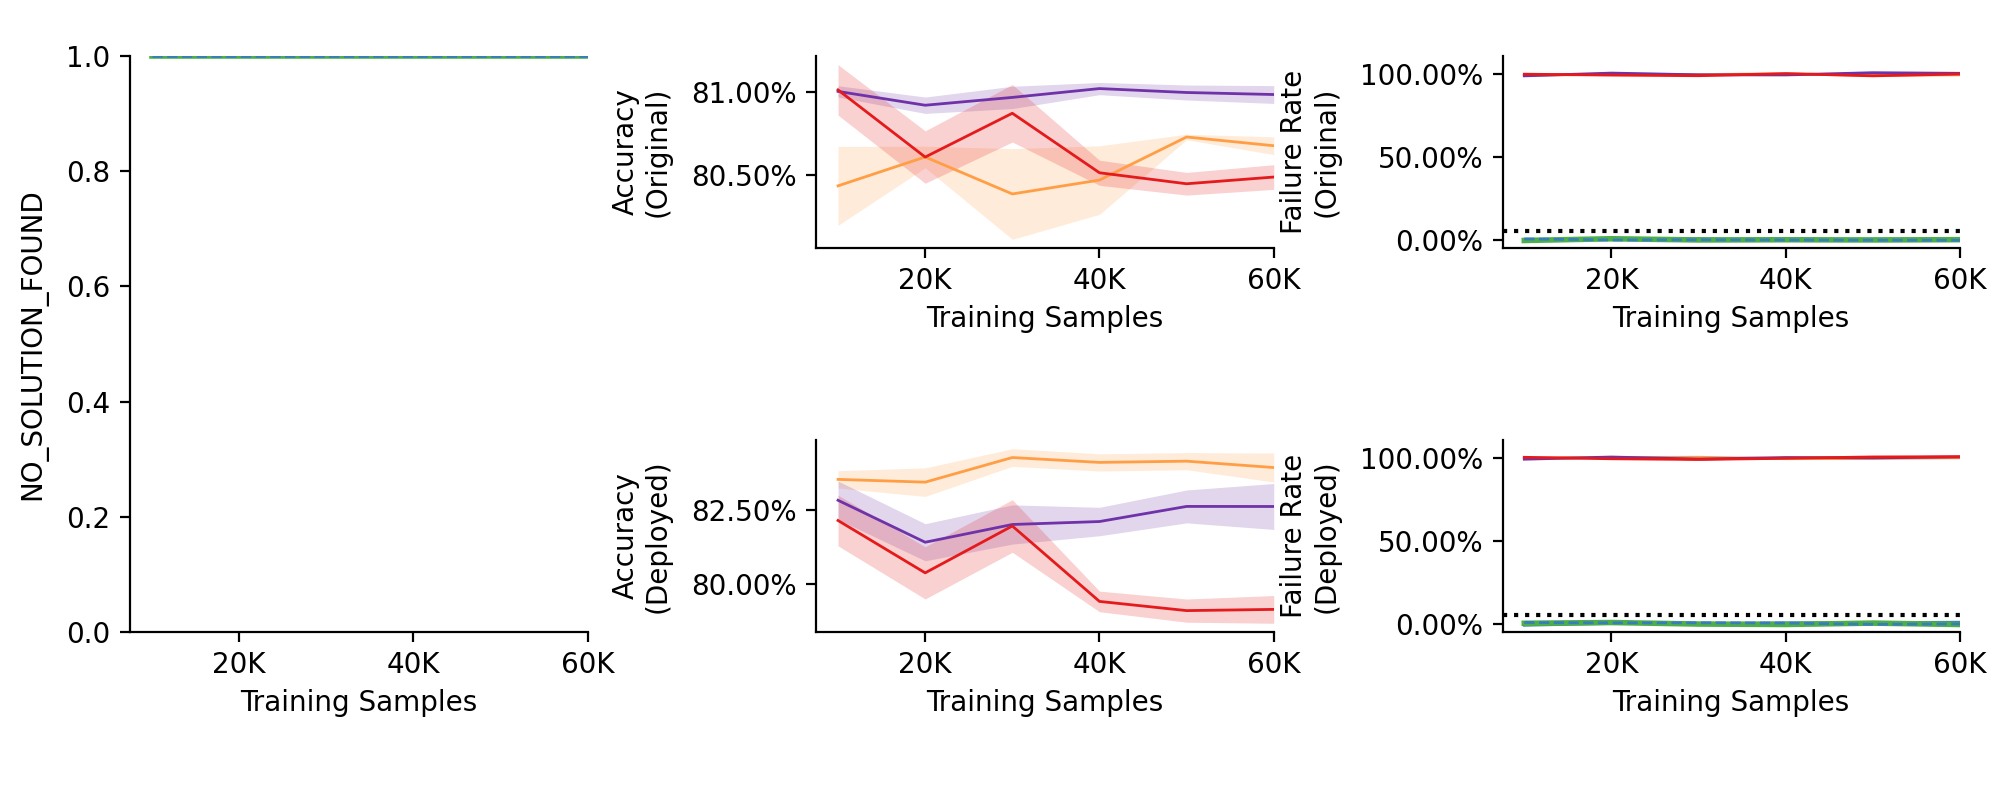 NO_SOLUTION_FOUND
1.0
0.8
0.6
0.4
0.2
0.0
20K
40K
60K
Training Samples
Accuracy
(Original)
81.00%
80.50%
20K
40K
60K
Training Samples
Failure Rate
(Original)
100.00%
50.00%
0.00%
20K
40K
60K
Training Samples
Accuracy
(Deployed)
82.50%
80.00%
20K
40K
60K
Training Samples
Failure Rate
(Deployed)
100.00%
50.00%
0.00%
20K
40K
60K
Training Samples